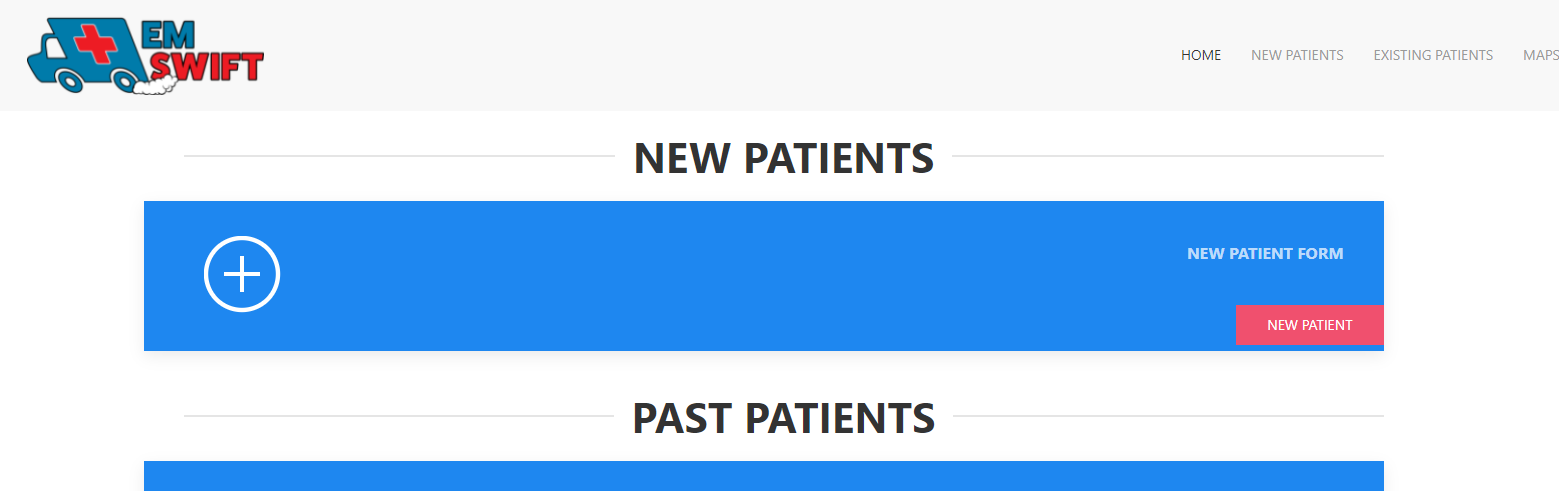 EM
SWIFT
HOME NEW PATIENTS EXISTING PATIENTS MAPS
NEW PATIENTS
NEW PATIENT FORM
NEW PATIENT
PAST PATIENTS